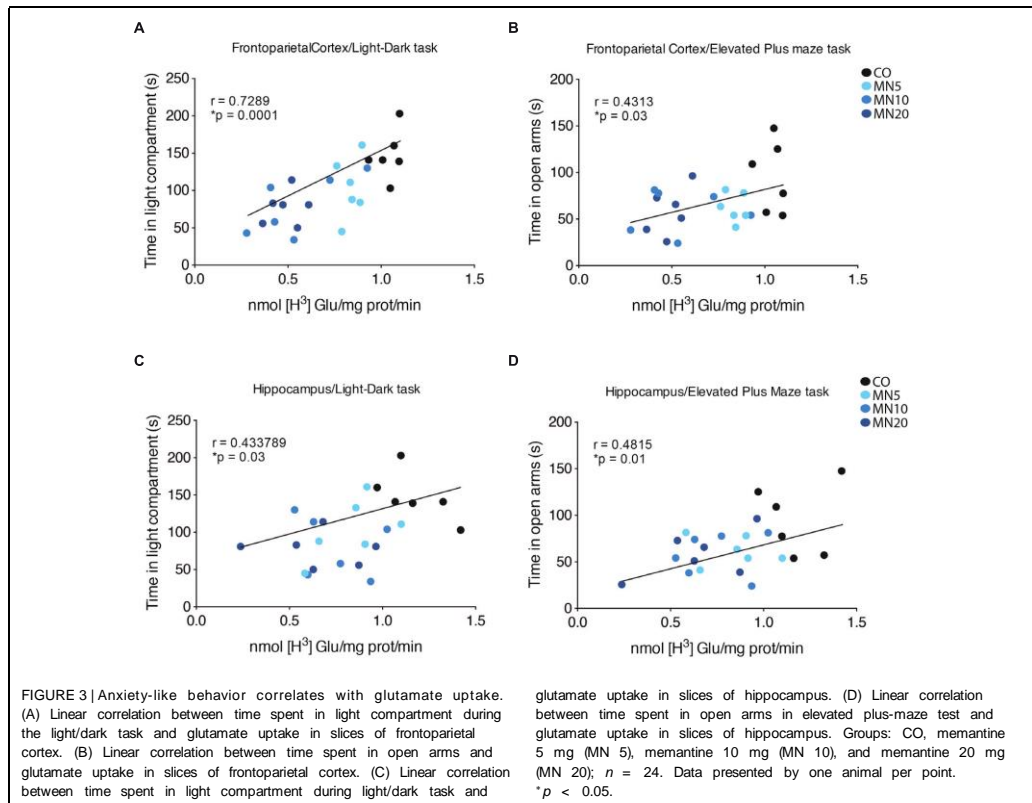 A
FrontoparietalCortex/Light-Dark task
r = 0.7289
*p = 0.0001
250
200
150
100
50
0
Time in light compartment (s)
0.0 0.5 1.0 1.5
nmol [H³] Glu/mg prot/min
B
Frontoparietal Cortex/Elevated Plus maze task
r = 0.4313
*p = 0.03
200
150
100
50
0
Time in open arms (s)
0.0 0.5 1.0 1.5
nmol [H³] Glu/mg prot/min
CO
MN5
MN10
MN20
C
Hippocampus/Light-Dark task
r = 0.433789
*p = 0.03
250
200
150
100
50
0
Time in light compartment (s)
0.0 0.5 1.0 1.5
nmol [H³] Glu/mg prot/min
D
Hippocampus/Elevated Plus Maze task
r = 0.4815
*p = 0.01
200
150
100
50
0
Time in open arms (s)
0.0 0.5 1.0 1.5
nmol [H³] Glu/mg prot/min
CO
MN5
MN10
MN20
FIGURE 3 | Anxiety-like behavior correlates with glutamate uptake.
(A) Linear correlation between time spent in light compartment during
the light/dark task and glutamate uptake in slices of frontoparietal
cortex. (B) Linear correlation between time spent in open arms and
glutamate uptake in slices of frontoparietal cortex. (C) Linear correlation
between time spent in light compartment during light/dark task and
glutamate uptake in slices of hippocampus. (D) Linear correlation
between time spent in open arms in elevated plus-maze test and
glutamate uptake in slices of hippocampus. Groups: CO, memantine
5 mg (MN 5), memantine 10 mg (MN 10), and memantine 20 mg
(MN 20); n = 24. Data presented by one animal per point.
*p < 0.05.